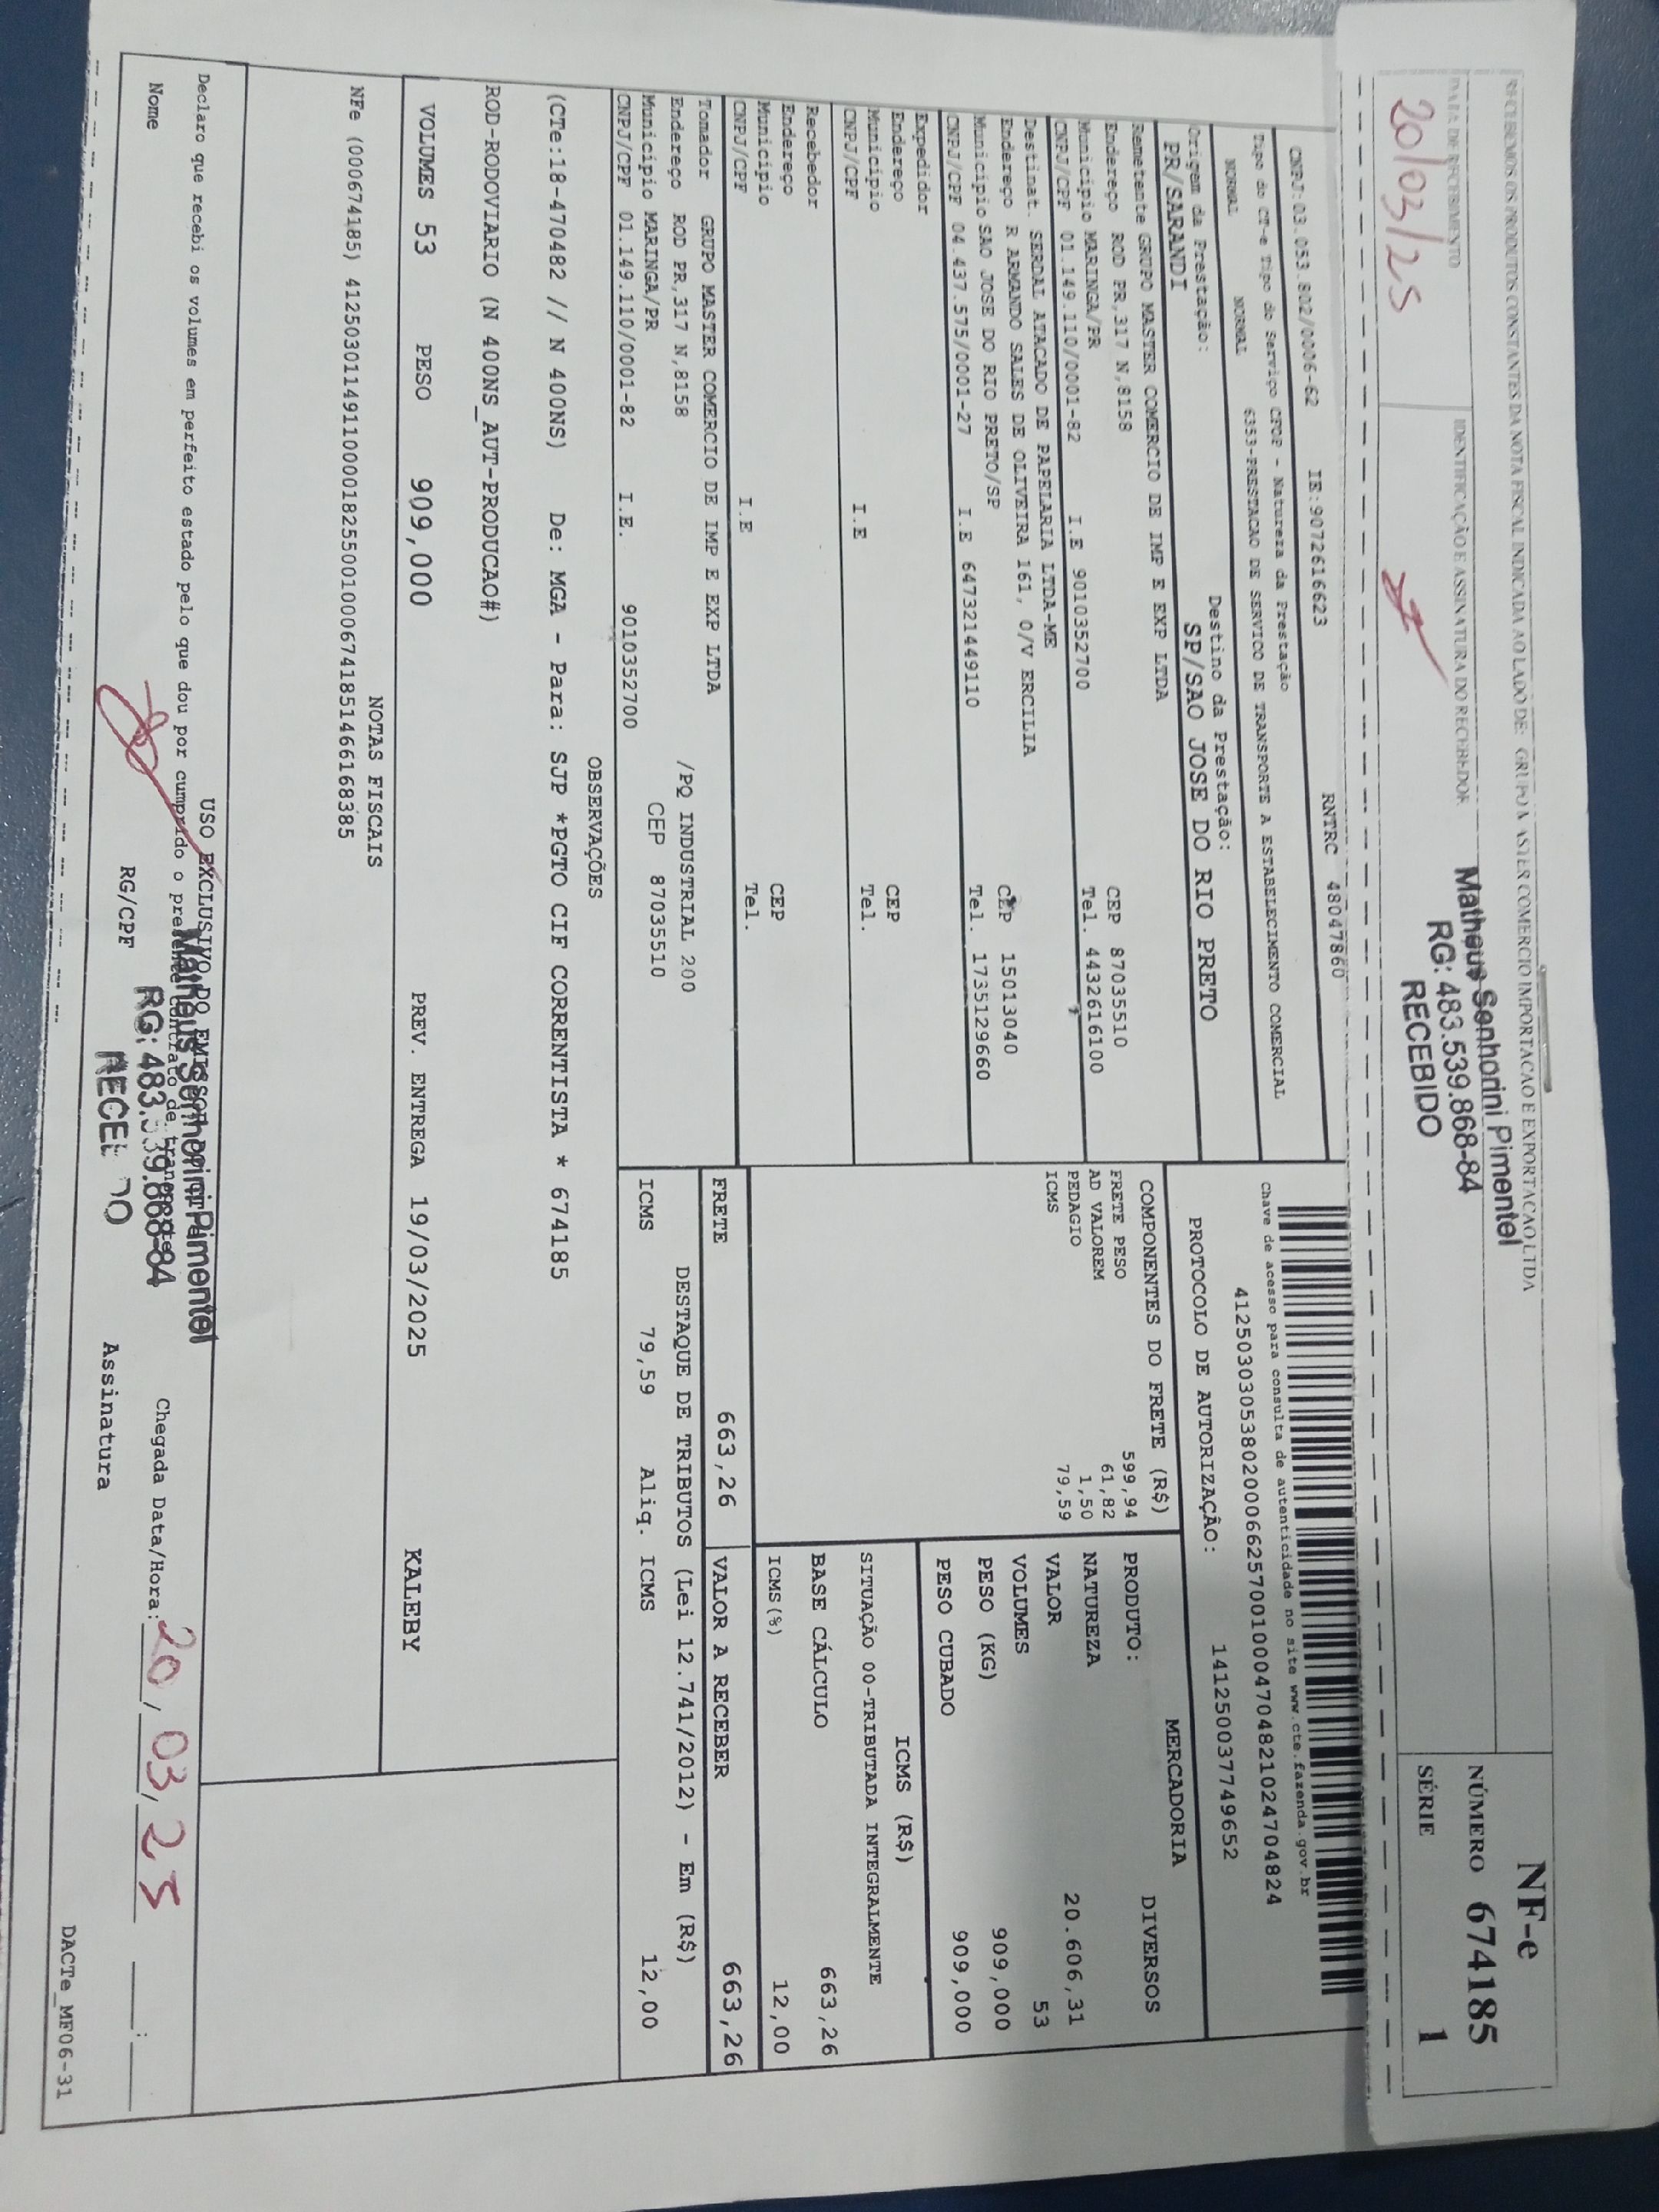 RECEBEMOS OS PRODUTOS CONSTANTES DA NOTA FISCAL INDICADA AO LADO DE: GRUPO MASTER COMERCIO IMPORTACAO E EXPORTACAO LTDA
DATA DE RECEBIMENTO
20/03/25
IDENTIFICAÇÃO E ASSINATURA DO RECEBEDOR
Matheus Senhorini Pimentel
RG: 483.539.868-84
RECEBIDO
NF-e
NÚMERO 674185
SÉRIE 1
CNPJ:03.053.802/0006-62 IE:9072616623 RNTRC 48047860
Tipo do CT-e Tipo do Serviço CFOP - Natureza da Prestação
NORMAL NORMAL 6353-PRESTACAO DE SERVICO DE TRANSPORTE A ESTABELECIMENTO COMERCIAL
Origem da Prestação: Destino da Prestação:
PR/SARANDI SP/SAO JOSE DO RIO PRETO
Chave de acesso para consulta de autenticidade no site www.cte.fazenda.gov.br
41250303053802000662570010004704821024704824
PROTOCOLO DE AUTORIZAÇÃO: 141250037749652
Remetente GRUPO MASTER COMERCIO DE IMP E EXP LTDA
Endereço ROD PR,317 N,8158 CEP 87035510
Municipio MARINGA/PR Tel. 4432616100
CNPJ/CPF 01.149.110/0001-82 I.E 9010352700
Destinat. SERDAL ATACADO DE PAPELARIA LTDA-ME
Endereço R ARMANDO SALES DE OLIVEIRA 161, 0/V ERCILIA CEP 15013040
Municipio SAO JOSE DO RIO PRETO/SP Tel. 1735129660
CNPJ/CPF 04.437.575/0001-27 I.E 647321449110
Expedidor
Endereço CEP
Município Tel.
CNPJ/CPF I.E
Recebedor
Endereço CEP
Municipio Tel.
CNPJ/CPF I.E
Tomador GRUPO MASTER COMERCIO DE IMP E EXP LTDA
Endereço ROD PR,317 N,8158 /PQ INDUSTRIAL 200
Município MARINGA/PR CEP 87035510
CNPJ/CPF 01.149.110/0001-82 I.E. 9010352700
COMPONENTES DO FRETE (R$)
FRETE PESO 599,94
AD VALOREM 61,82
PEDAGIO 1,50
ICMS 79,59
MERCADORIA
PRODUTO: DIVERSOS
NATUREZA
VALOR 20.606,31
VOLUMES 53
PESO (KG) 909,000
PESO CUBADO 909,000
ICMS (R$)
SITUAÇÃO 00-TRIBUTADA INTEGRALMENTE
BASE CÁLCULO 663,26
ICMS(%) 12,00
FRETE 663,26 VALOR A RECEBER 663,26
DESTAQUE DE TRIBUTOS (Lei 12.741/2012) - Em (R$)
ICMS 79,59 Aliq. ICMS 12,00
OBSERVAÇÕES
(CTe:18-470482 // N 400NS) De: MGA - Para: SJP *PGTO CIF CORRENTISTA * 674185
ROD-RODOVIARIO (N 400NS_AUT-PRODUCAO#)
VOLUMES 53 PESO 909,000 PREV. ENTREGA 19/03/2025 KALEBY
NOTAS FISCAIS
NFe (000674185) 41250301149110000182550010006741851466168385
USO EXCLUSIVO DO
Declaro que recebi os volumes em perfeito estado pelo que dou por cumprido o presente contrato de transporte
Matheus Senhorini Pimentel
RG: 483.539.868-84
Nome RG/CPF Assinatura Chegada Data/Hora: 20/03/25
DACTe_MF06-31